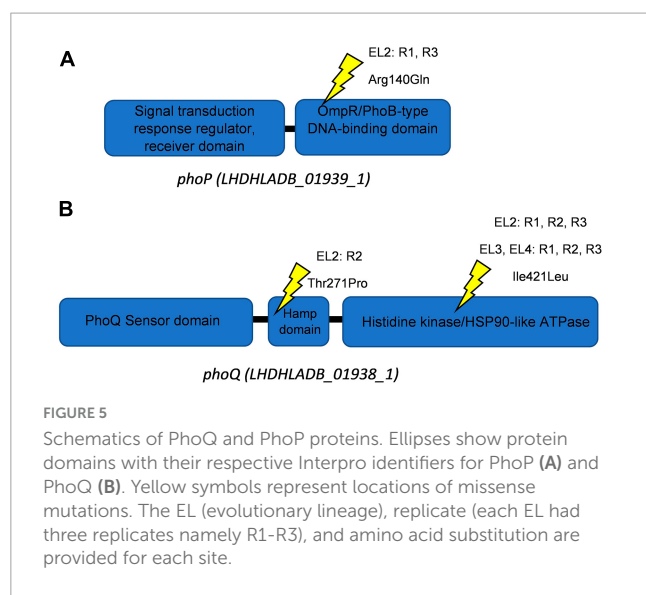 A
EL2: R1, R3
Arg140Gln
Signal transduction
response regulator,
receiver domain
OmpR/PhoB-type
DNA-binding domain
phoP (LHDHLADB_01939_1)
B
EL2: R1, R2, R3
EL3, EL4: R1, R2, R3
Ile421Leu
EL2: R2
Thr271Pro
PhoQ Sensor domain
Hamp
domain
Histidine kinase/HSP90-like ATPase
phoQ (LHDHLADB_01938_1)
FIGURE 5
Schematics of PhoQ and PhoP proteins. Ellipses show protein
domains with their respective Interpro identifiers for PhoP (A) and
PhoQ (B). Yellow symbols represent locations of missense
mutations. The EL (evolutionary lineage), replicate (each EL had
three replicates namely R1-R3), and amino acid substitution are
provided for each site.